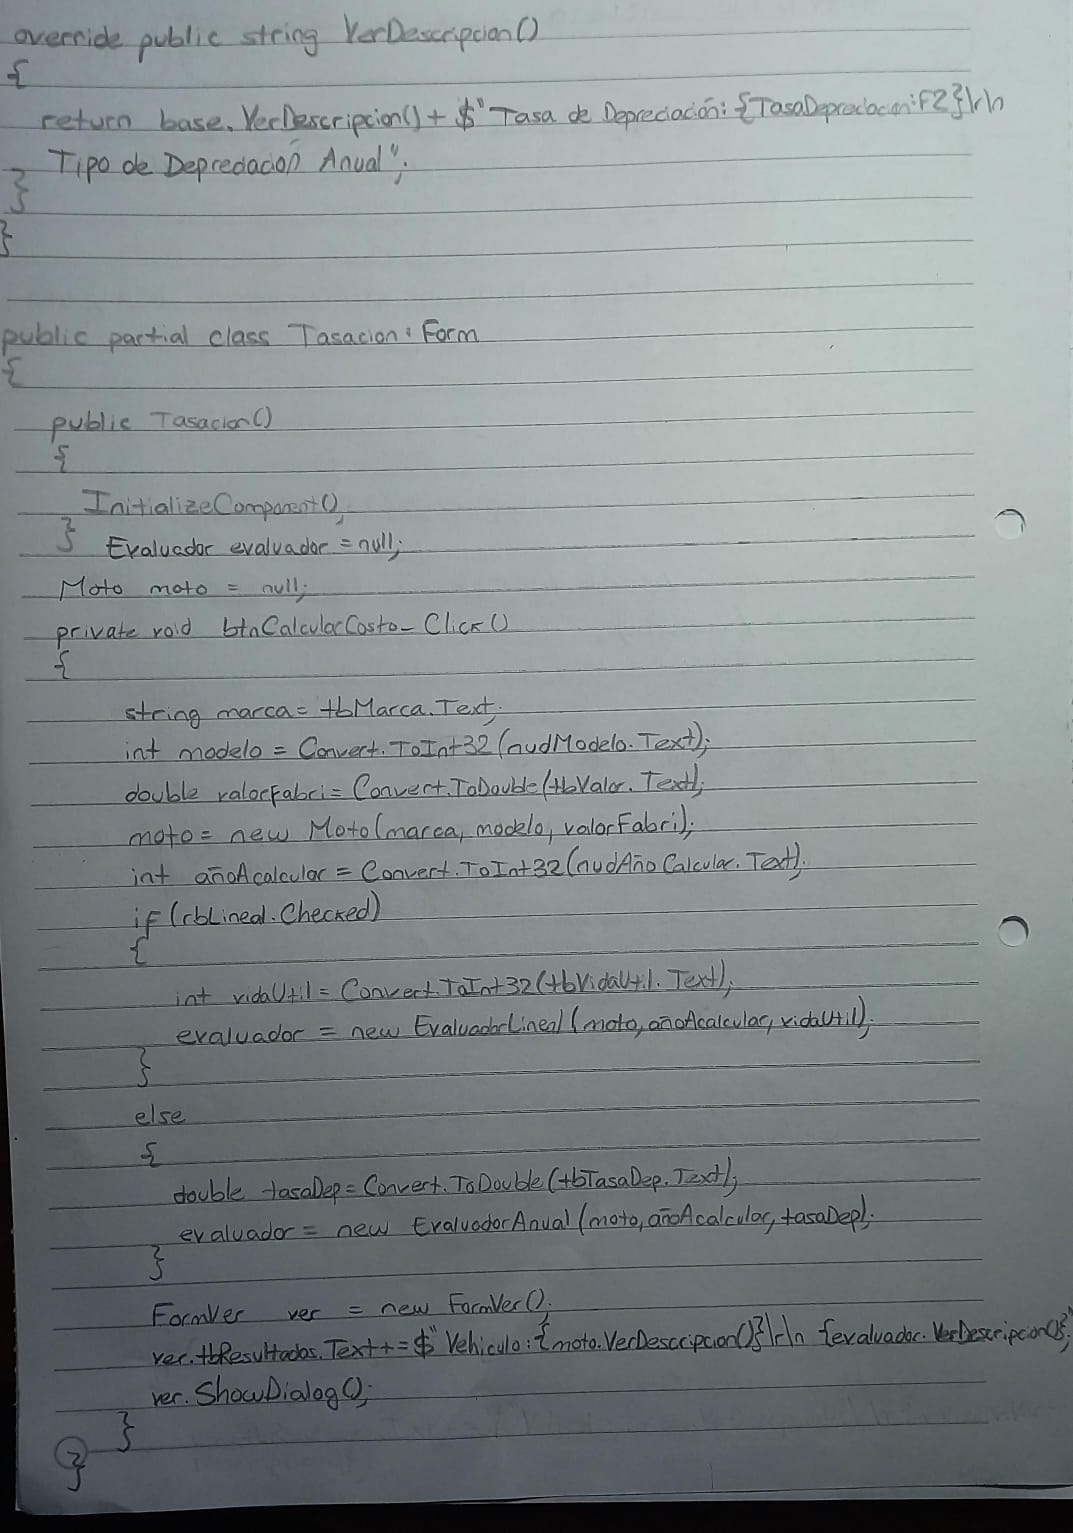 override public string VerDescripcion()
{
return base.VerDescripcion() + $"Tasa de Depreciación: {TasaDepreciacion:F2}\r\n
Tipo de Depreciación Anual";
}
}
public partial class Tasacion: Form
{
public Tasacion()
{
InitializeComponent();
}
Evaluador evaluador = null;
Moto moto = null;
private void btnCalcularCosto_Click()
{
string marca = tbMarca.Text;
int modelo = Convert.ToInt32(nudModelo.Text);
double valorFabri = Convert.ToDouble(tbValor.Text);
moto = new Moto(marca, modelo, valorFabri);
int añoAcalcular = Convert.ToInt32(nudAñoCalcular.Text);
if (rbLineal.Checked)
{
int vidaUtil = Convert.ToInt32(tbVidaUtil.Text);
evaluador = new EvaluadorLineal(moto, añoAcalcular, vidaUtil);
}
else
{
double tasaDep = Convert.ToDouble(tbTasaDep.Text);
evaluador = new EvaluadorAnual(moto, añoAcalcular, tasaDep);
}
FormVer ver = new FormVer();
ver.tbResultados.Text += $"Vehiculo: {moto.VerDescripcion()}\r\n {evaluador.VerDescripcion()}";
ver.ShowDialog();
}
}